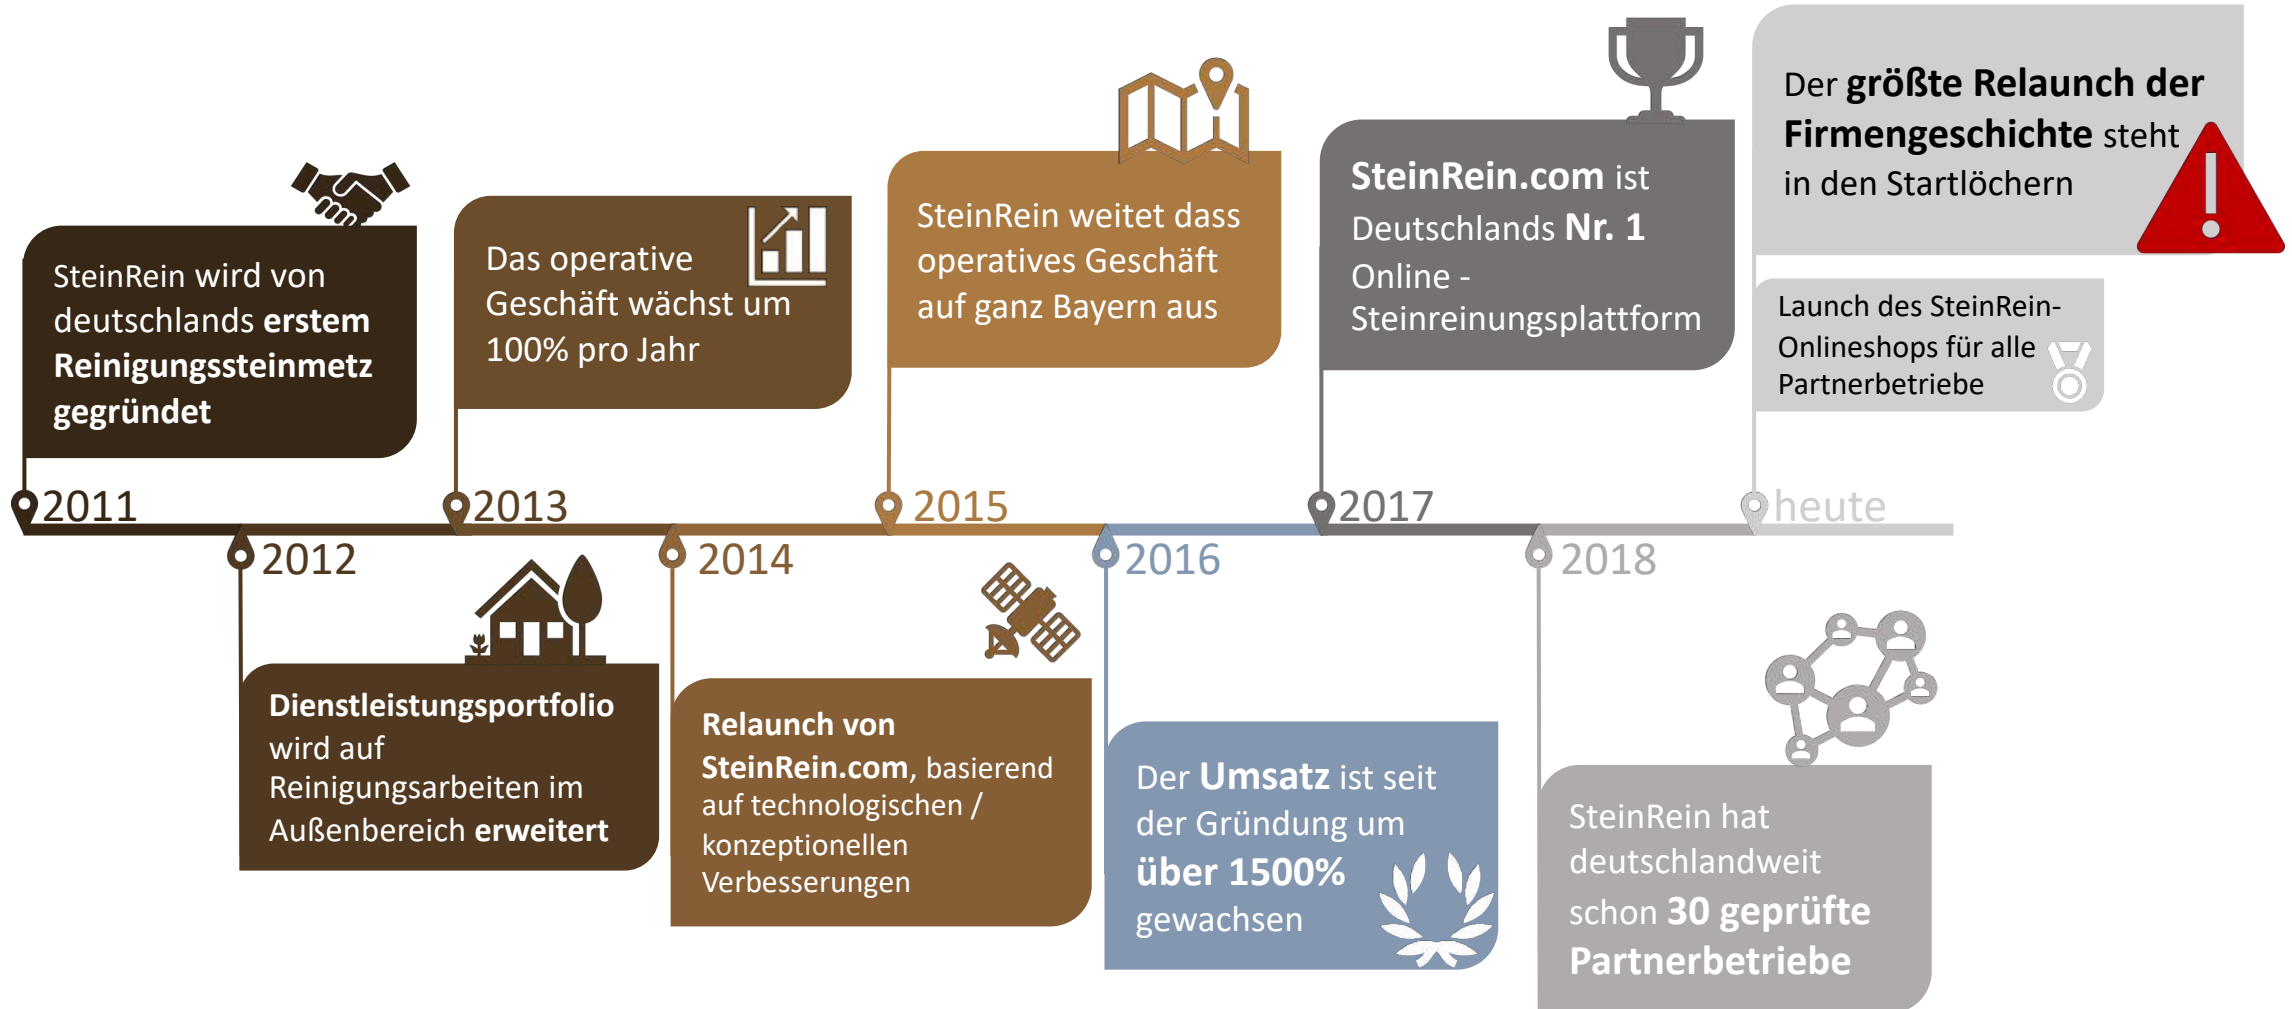 SteinRein wird von
deutschlands erstem
Reinigungssteinmetz
gegründet
2011
Dienstleistungsportfolio
wird auf
Reinigungsarbeiten im
Außenbereich erweitert
2012
Das operative
Geschäft wächst um
100% pro Jahr
2013
Relaunch von
SteinRein.com, basierend
auf technologischen /
konzeptionellen
Verbesserungen
2014
SteinRein weitet dass
operatives Geschäft
auf ganz Bayern aus
2015
Der Umsatz ist seit
der Gründung um
über 1500%
gewachsen
2016
SteinRein.com ist
Deutschlands Nr. 1
Online -
Steinreinungsplattform
2017
SteinRein hat
deutschlandweit
schon 30 geprüfte
Partnerbetriebe
2018
Der größte Relaunch der
Firmengeschichte steht
in den Startlöchern
Launch des SteinRein-
Onlineshops für alle
Partnerbetriebe
heute